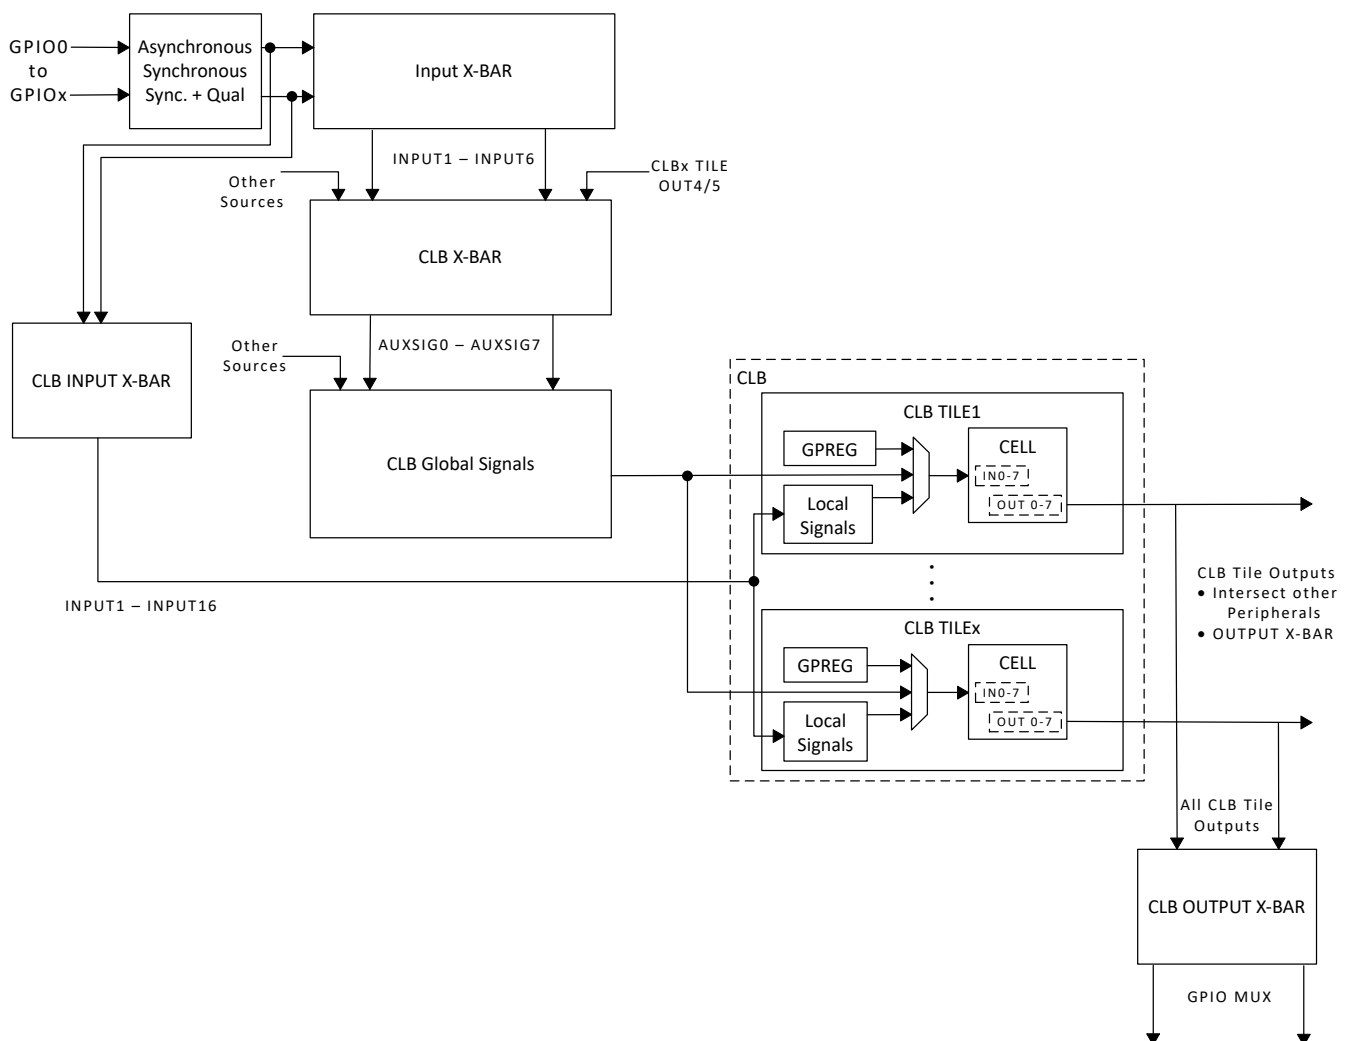 GPIO0
to
GPIOx
Asynchronous
Synchronous
Sync. + Qual
Input X-BAR
INPUT1 – INPUT6
Other
Sources
CLBx TILE
OUT4/5
CLB X-BAR
AUXSIG0 – AUXSIG7
Other
Sources
CLB INPUT X-BAR
CLB Global Signals
INPUT1 – INPUT16
CLB
CLB TILE1
GPREG
Local
Signals
CELL
IN0-7
OUT 0-7
CLB TILEx
GPREG
Local
Signals
CELL
IN0-7
OUT 0-7
CLB Tile Outputs
• Intersect other
Peripherals
• OUTPUT X-BAR
All CLB Tile
Outputs
CLB OUTPUT X-BAR
GPIO MUX